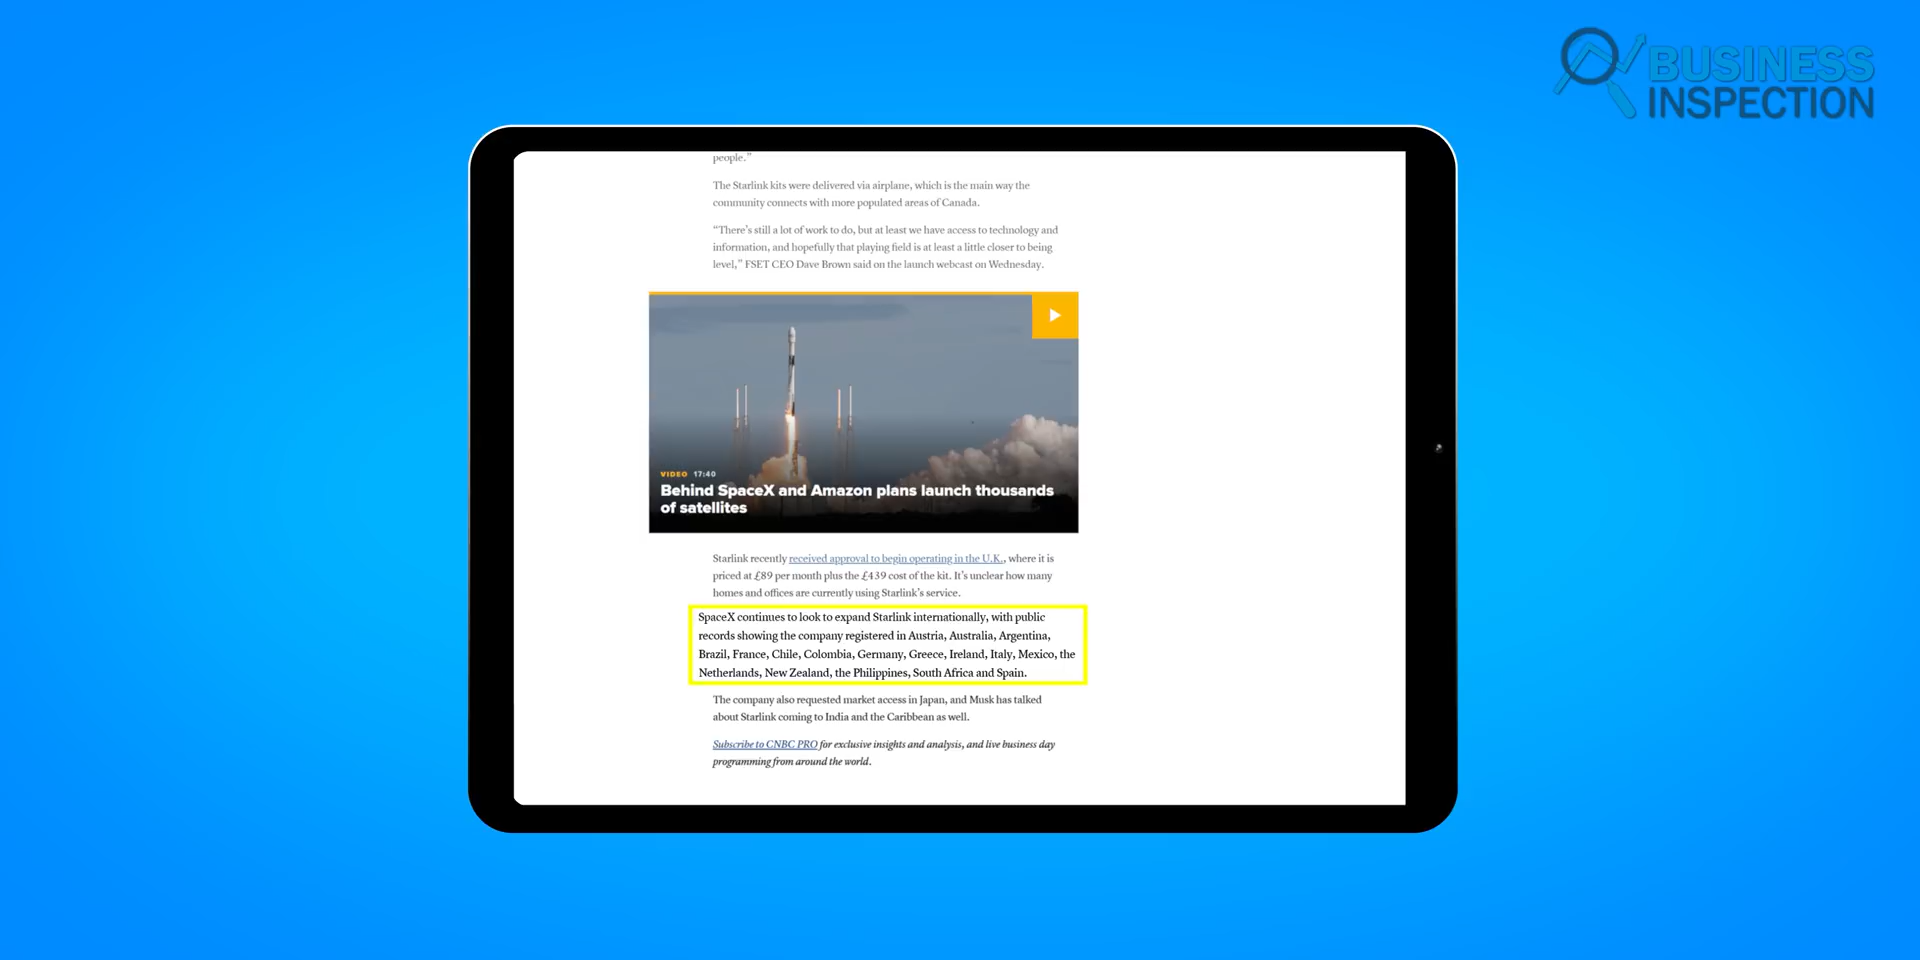 BUSINESS
INSPECTION
people.”
The Starlink kits were delivered via airplane, which is the main way the
community connects with more populated areas of Canada.
“There’s still a lot of work to do, but at least we have access to technology and
information, and hopefully that playing field is at least a little closer to being
level,” FSET CEO Dave Brown said on the launch webcast on Wednesday.
VIDEO 17:40
Behind SpaceX and Amazon plans launch thousands
of satellites
Starlink recently received approval to begin operating in the U.K., where it is
priced at £89 per month plus the £439 cost of the kit. It’s unclear how many
homes and offices are currently using Starlink’s service.
SpaceX continues to look to expand Starlink internationally, with public
records showing the company registered in Austria, Australia, Argentina,
Brazil, France, Chile, Colombia, Germany, Greece, Ireland, Italy, Mexico, the
Netherlands, New Zealand, the Philippines, South Africa and Spain.
The company also requested market access in Japan, and Musk has talked
about Starlink coming to India and the Caribbean as well.
Subscribe to CNBC PRO for exclusive insights and analysis, and live business day
programming from around the world.